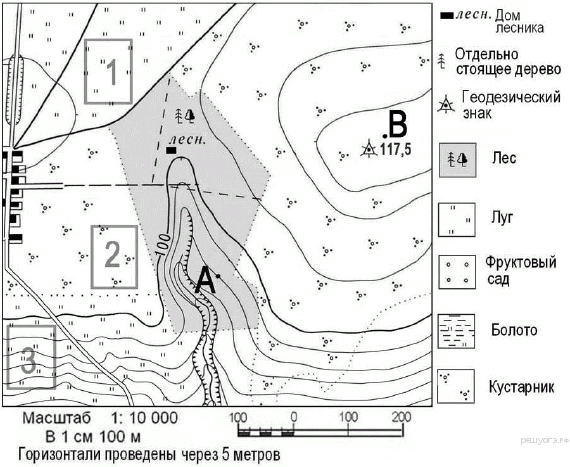 1
2
3
100
лесн.
А
.В
117,5
лесн. Дом
лесника
Отдельно
стоящее дерево
Геодезический
знак
Лес
Луг
Фруктовый
сад
Болото
Кустарник
Масштаб 1: 10 000
В 1 см 100 м
Горизонтали проведены через 5 метров
100 0 100 200
решуогэ.рф